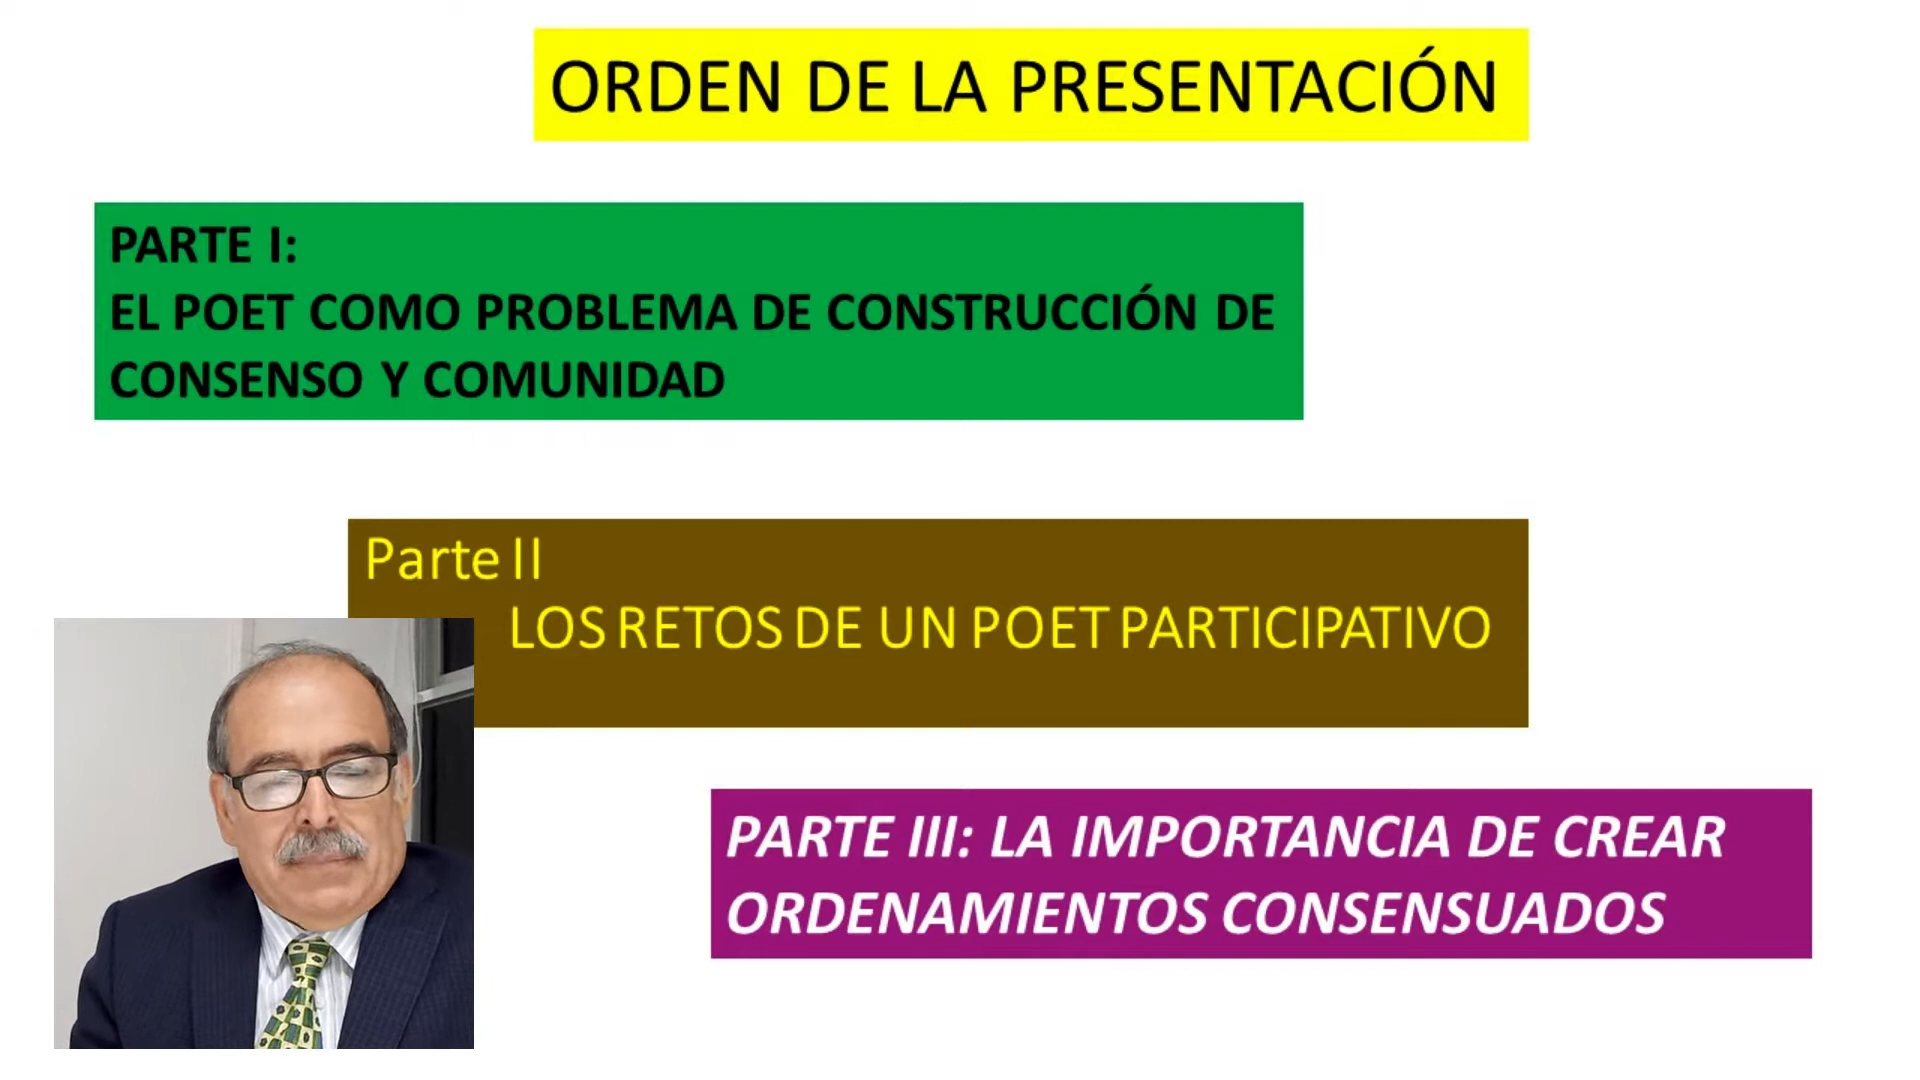 ORDEN DE LA PRESENTACIÓN
PARTE I:
EL POET COMO PROBLEMA DE CONSTRUCCIÓN DE
CONSENSO Y COMUNIDAD
Parte II
LOS RETOS DE UN POET PARTICIPATIVO
PARTE III: LA IMPORTANCIA DE CREAR
ORDENAMIENTOS CONSENSUADOS